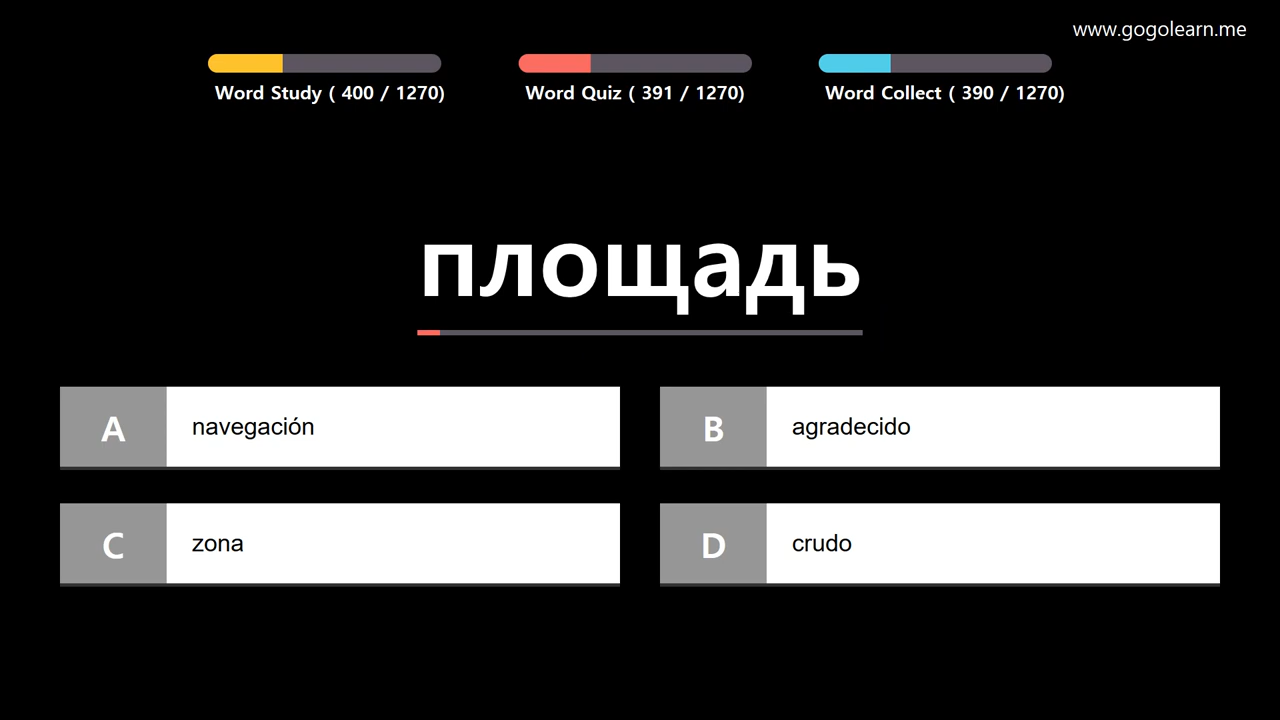 www.gogolearn.me
Word Study ( 400 / 1270)
Word Quiz ( 391 / 1270)
Word Collect ( 390 / 1270)
площадь
A navegación
B agradecido
C zona
D crudo